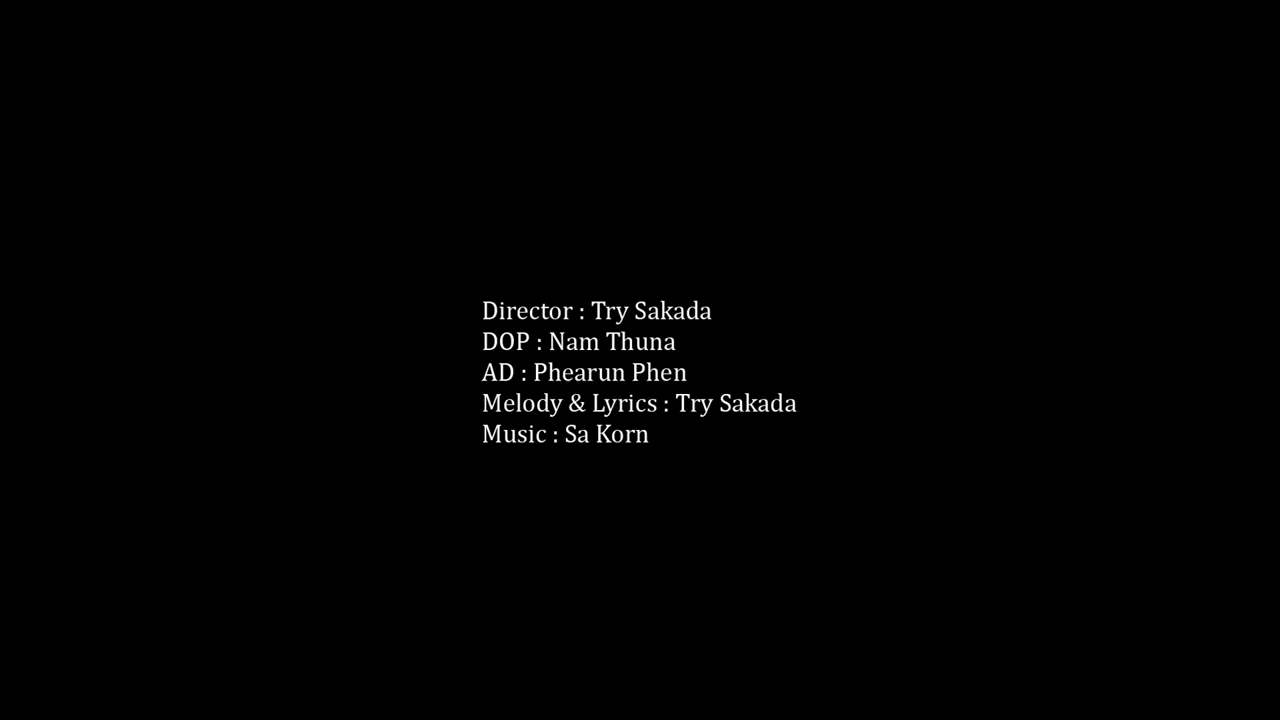 Director : Try Sakada
DOP : Nam Thuna
AD : Phearun Phen
Melody & Lyrics : Try Sakada
Music : Sa Korn